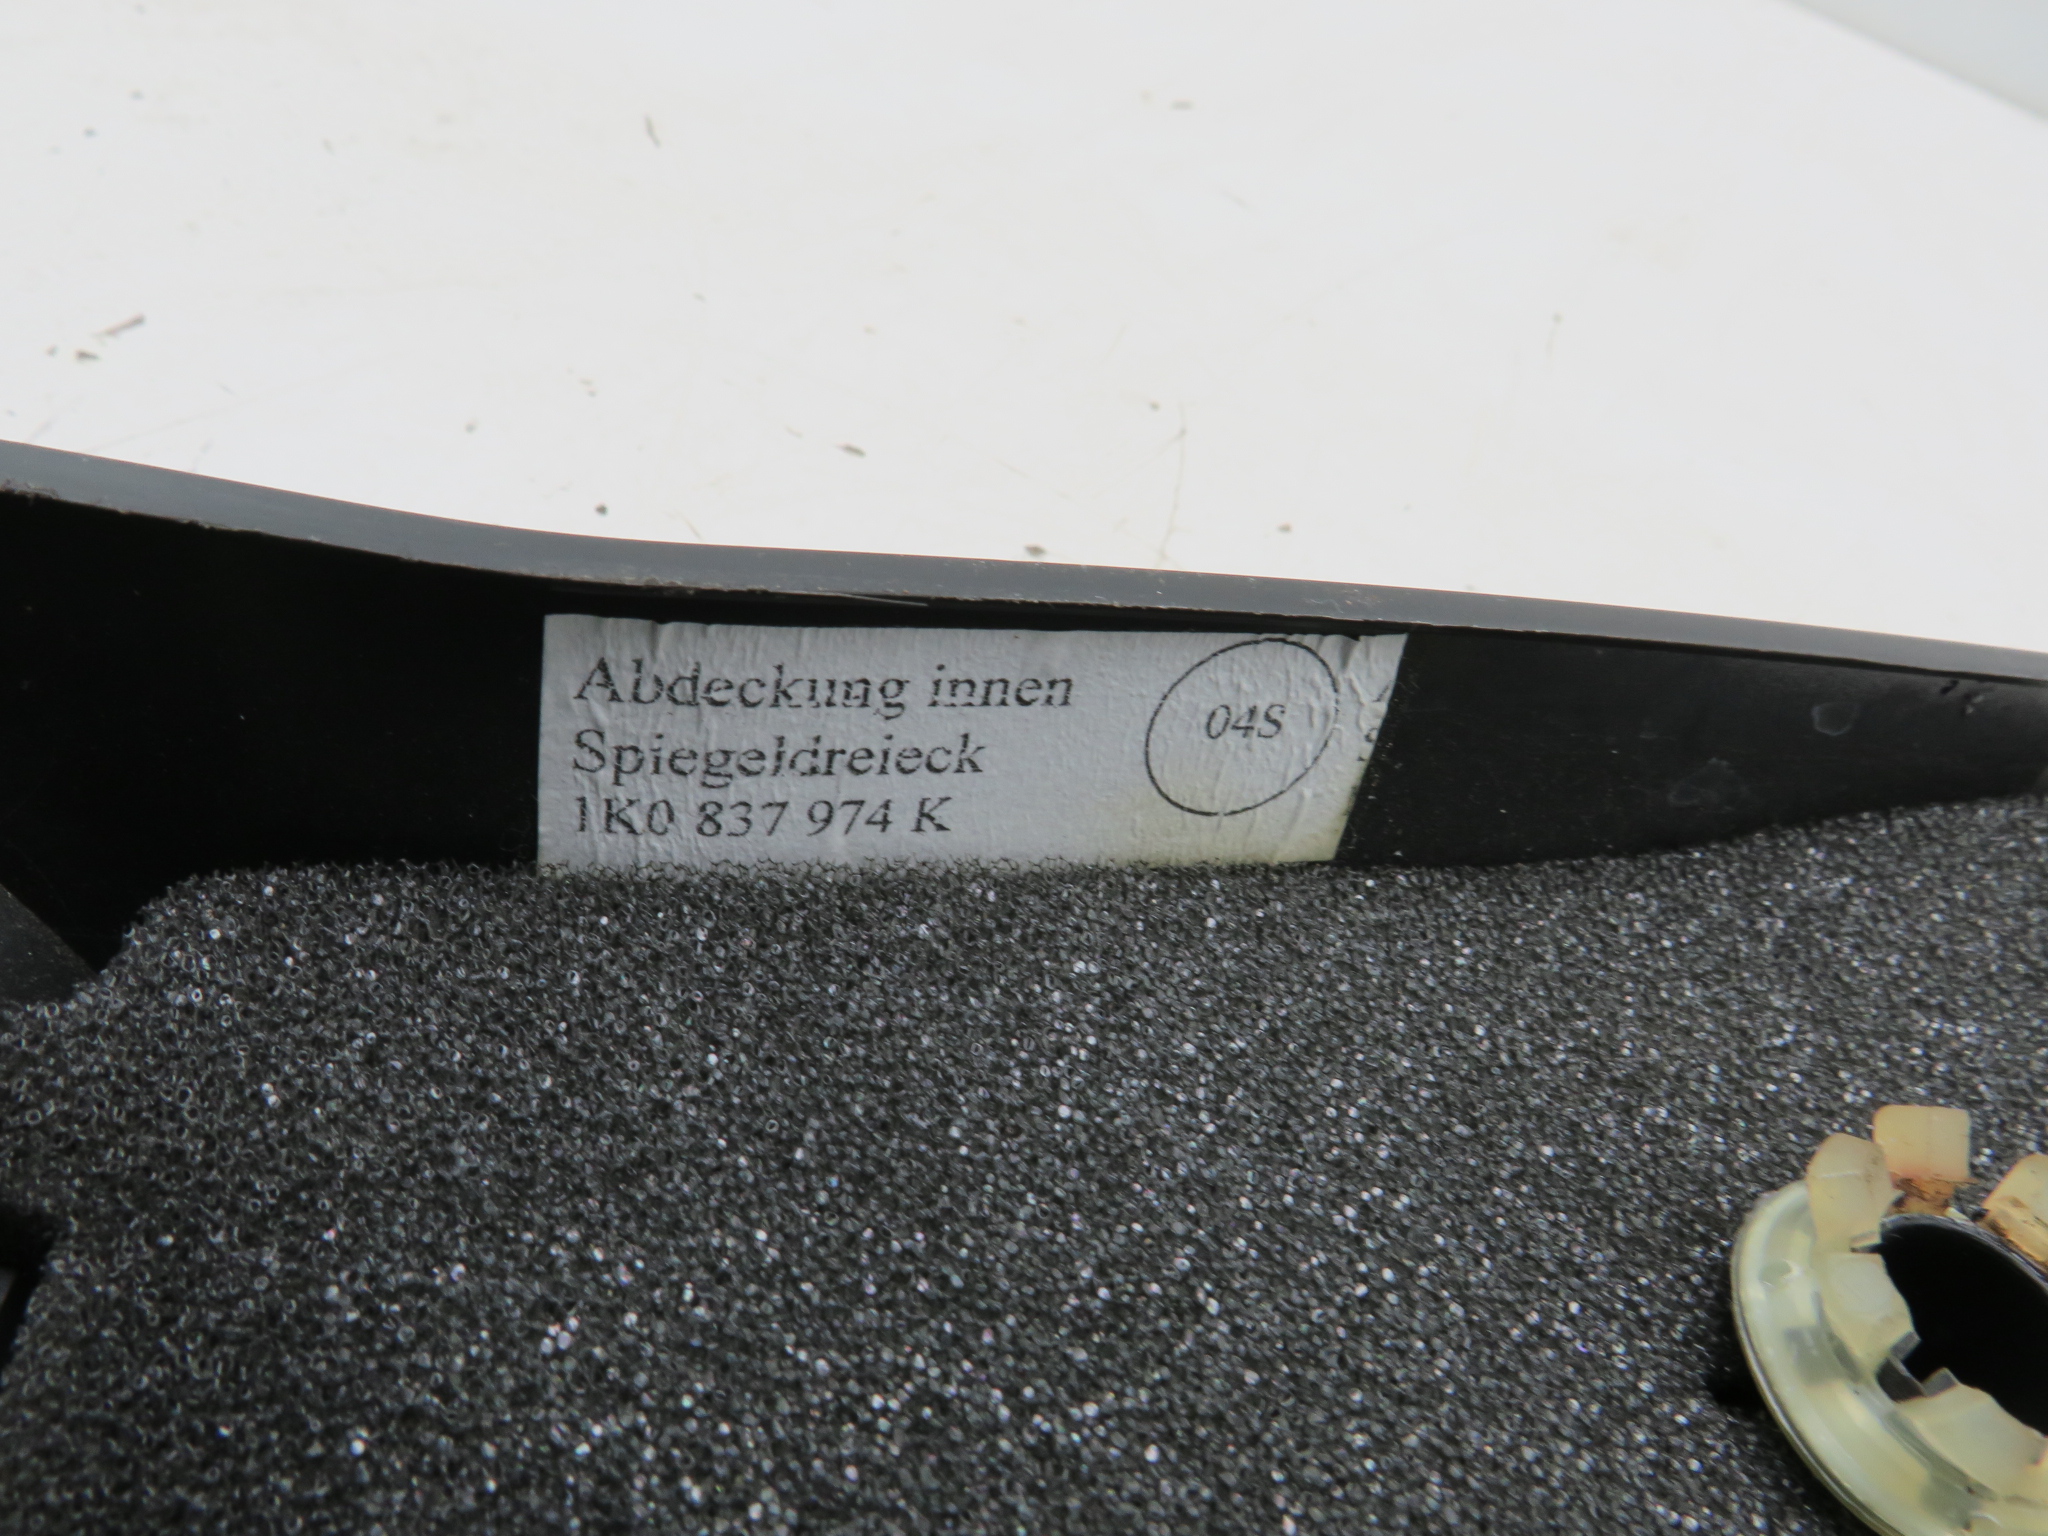 Abdeckung innen
Spiegeldreieck
1K0 837 974 K
04S